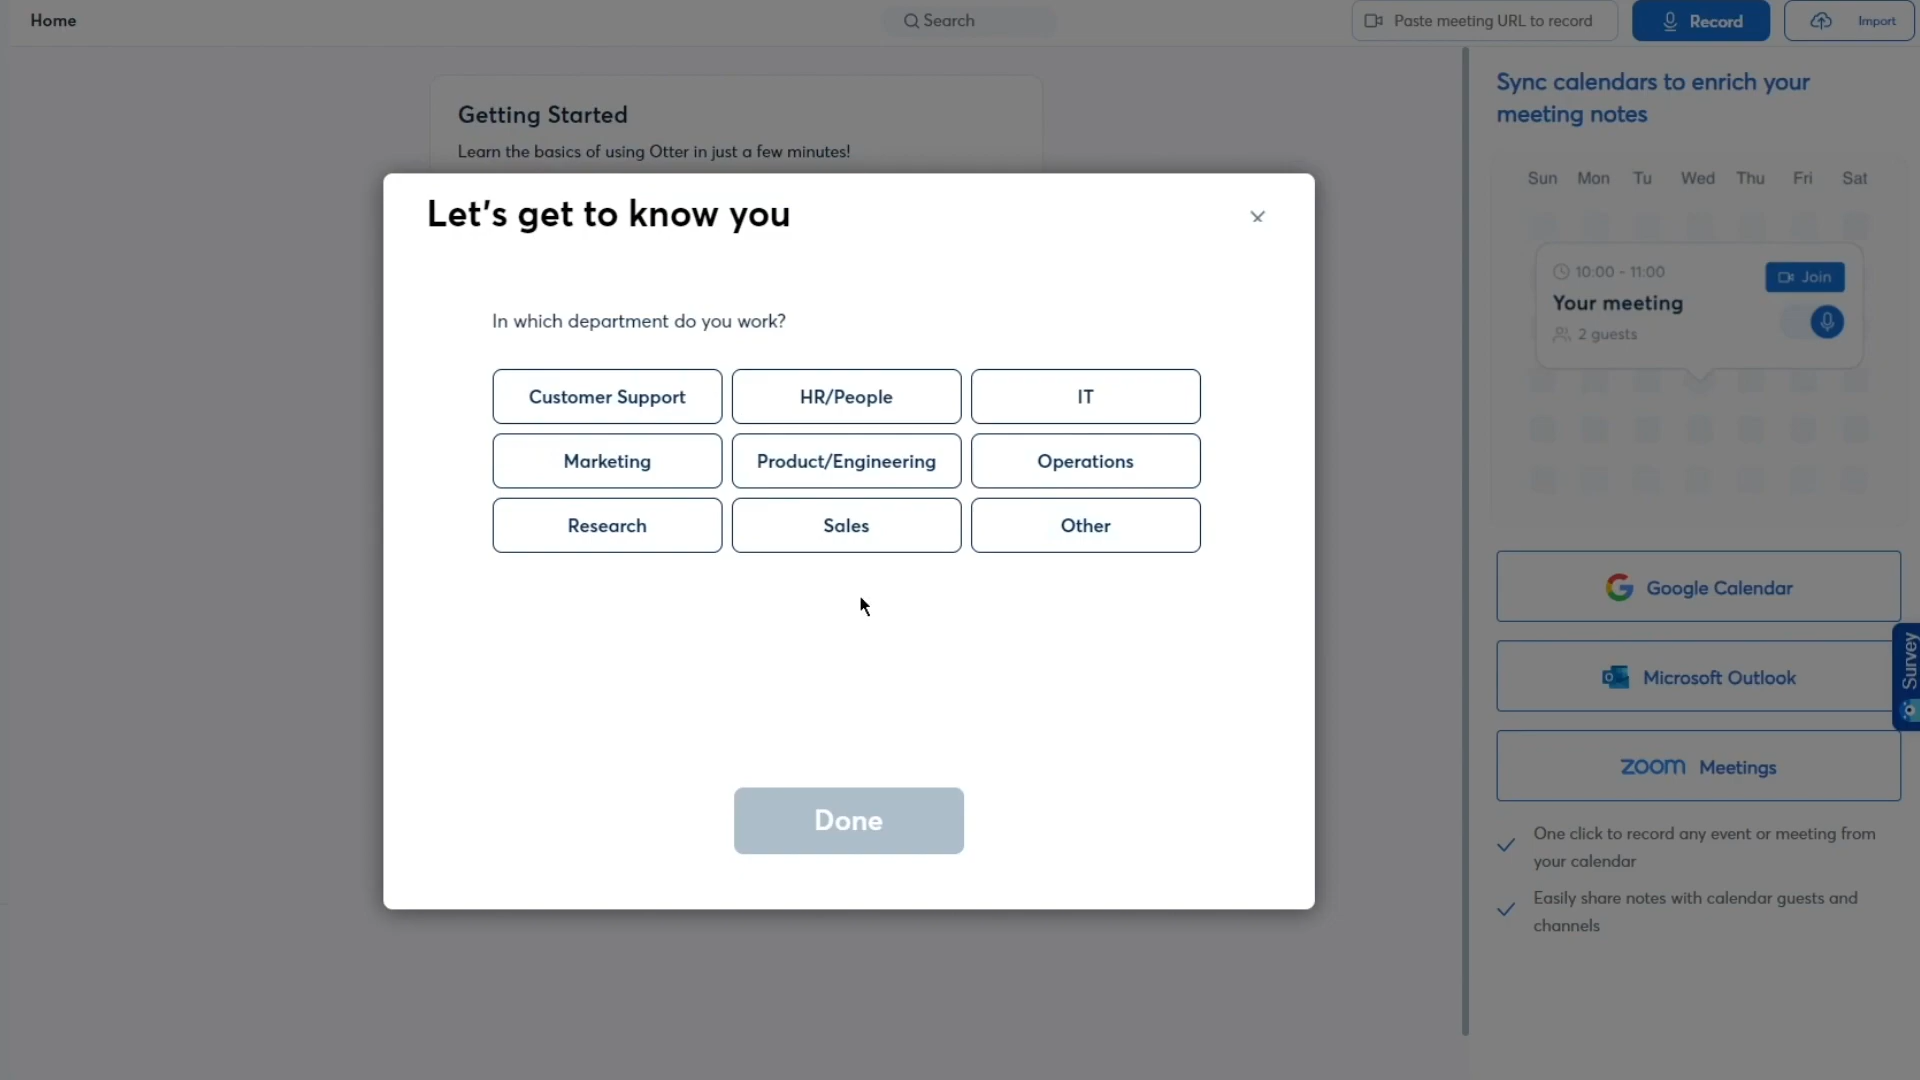 Home
Search
Paste meeting URL to record
Record
Import
Getting Started
Learn the basics of using Otter in just a few minutes!
Let's get to know you
In which department do you work?
Customer Support
HR/People
IT
Marketing
Product/Engineering
Operations
Research
Sales
Other
Done
Sync calendars to enrich your
meeting notes
Sun Mon Tu Wed Thu Fri Sat
10:00 - 11:00
Join
Your meeting
2 guests
Google Calendar
Microsoft Outlook
zoom Meetings
One click to record any event or meeting from
your calendar
Easily share notes with calendar guests and
channels
Survey